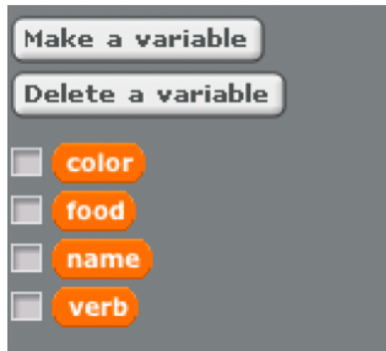 Make a variable
Delete a variable
color
food
name
verb